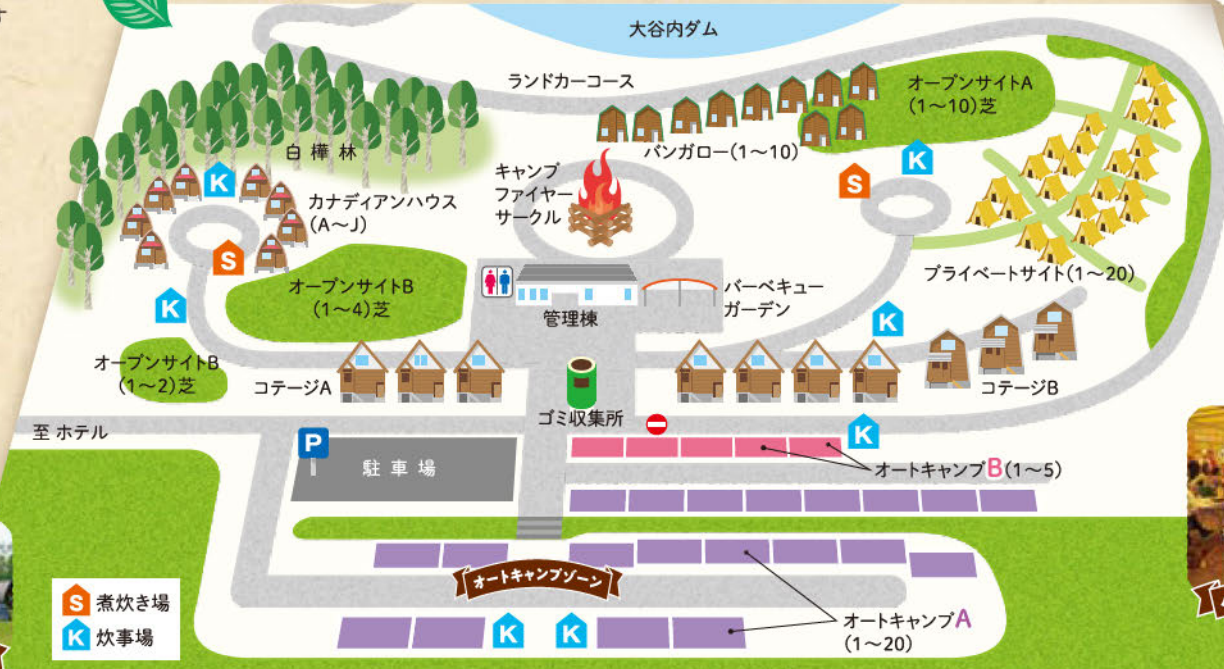 す
大谷内ダム
ランドカーコース
オープンサイトA
(1〜10)芝
白樺林
バンガロー(1〜10)
K
K
S
キャンプ
ファイヤー
サークル
カナディアンハウス
(A〜J)
S
オープンサイトB
(1〜4)芝
管理棟
バーベキュー
ガーデン
プライベートサイト(1〜20)
K
K
オープンサイトB
(1〜2)芝
コテージA
コテージB
ゴミ収集所
至 ホテル
P
駐車場
K
オートキャンプB(1〜5)
オートキャンプゾーン
S 煮炊き場
K 炊事場
K
K
オートキャンプA
(1〜20)